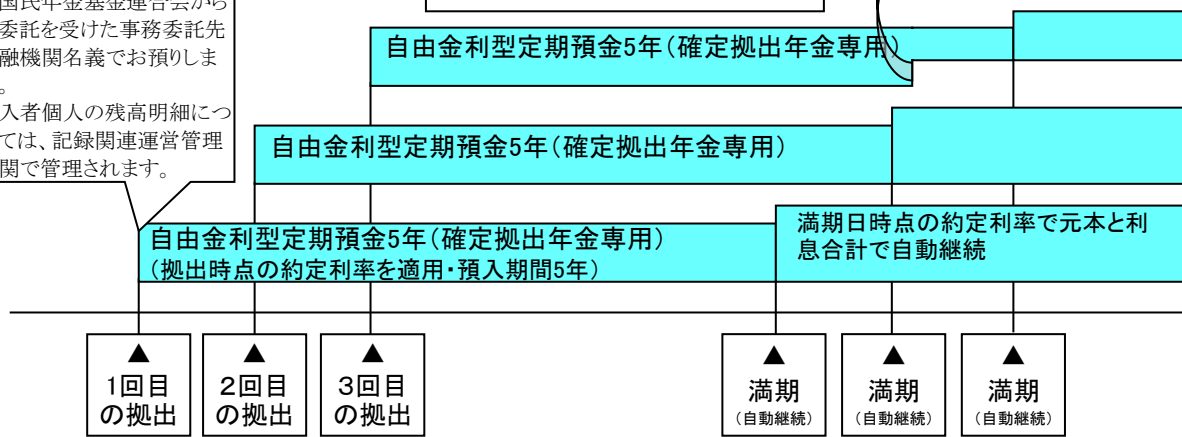 国民年金基金連合会から
委託を受けた事務委託先
融機関名義でお預りしま
。
入者個人の残高明細につ
ては、記録関連運営管理
関で管理されます。
自由金利型定期預金5年（確定拠出年金専用）
自由金利型定期預金5年（確定拠出年金専用）
自由金利型定期預金5年（確定拠出年金専用）
（拠出時点の約定利率を適用・預入期間5年）
満期日時点の約定利率で元本と利
息合計で自動継続
▲
1回目
の拠出
▲
2回目
の拠出
▲
3回目
の拠出
▲
満期
（自動継続）
▲
満期
（自動継続）
▲
満期
（自動継続）